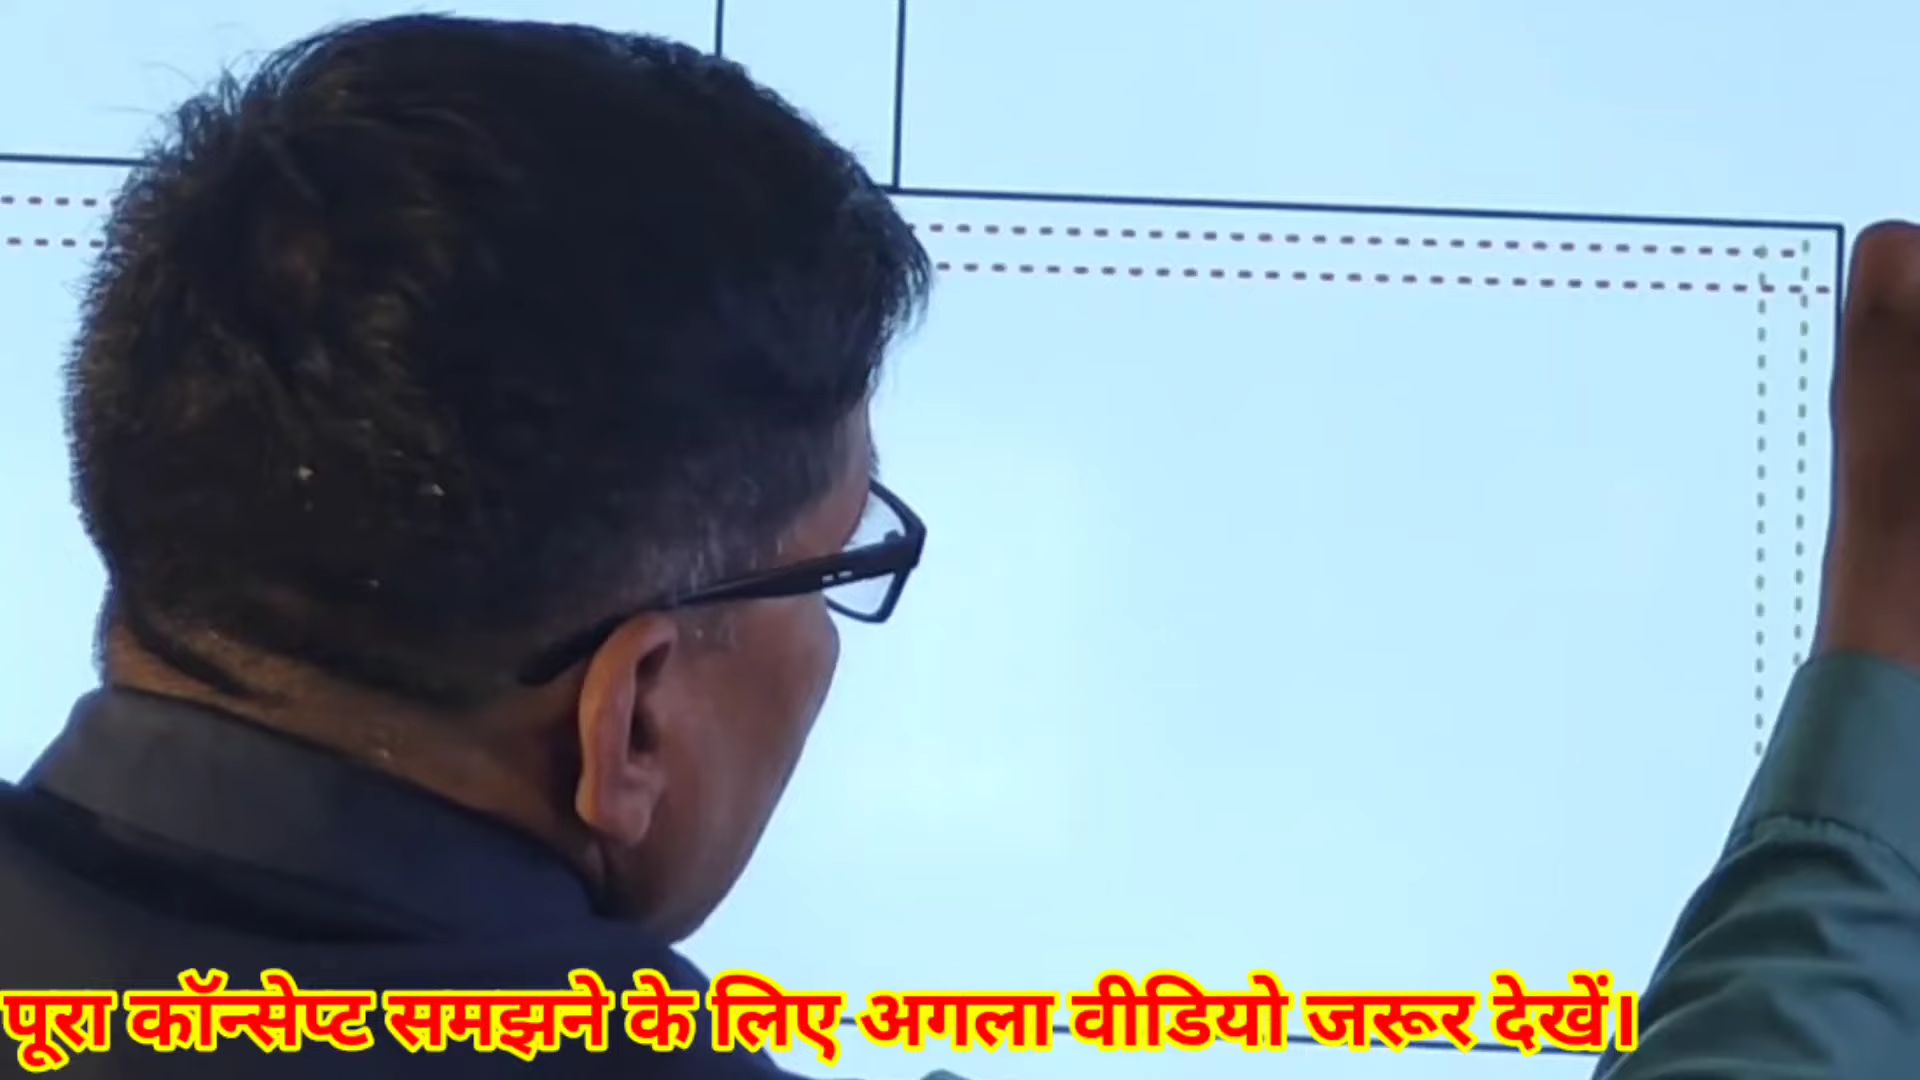 पूरा कॉन्सेप्ट समझने के लिए अगला वीडियो जरूर देखें।